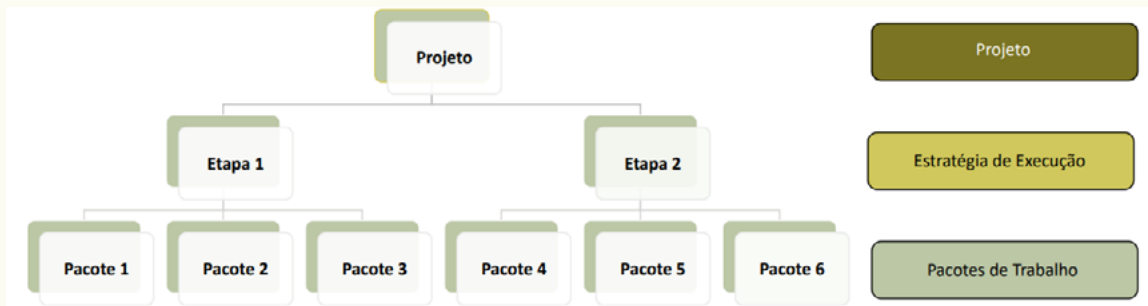 Projeto
Projeto
Etapa 1
Etapa 2
Estratégia de Execução
Pacote 1
Pacote 2
Pacote 3
Pacote 4
Pacote 5
Pacote 6
Pacotes de Trabalho